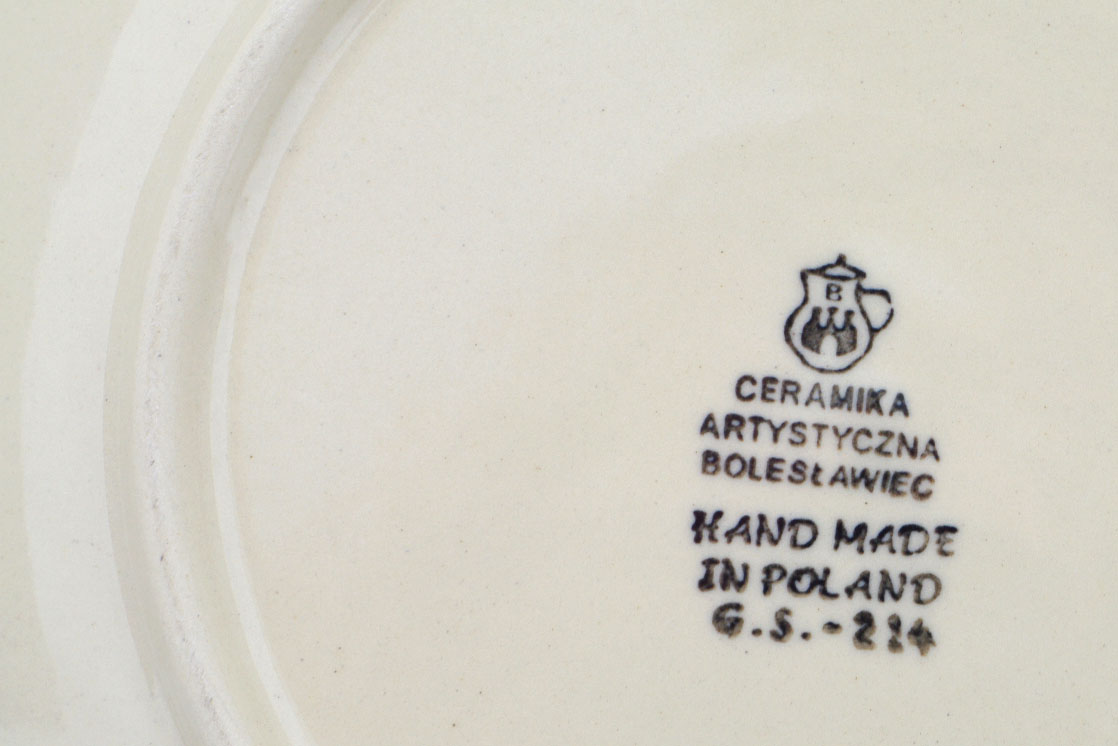 B
CERAMIKA
ARTYSTYCZNA
BOLESŁAWIEC
HAND MADE
IN POLAND
G.S.-214